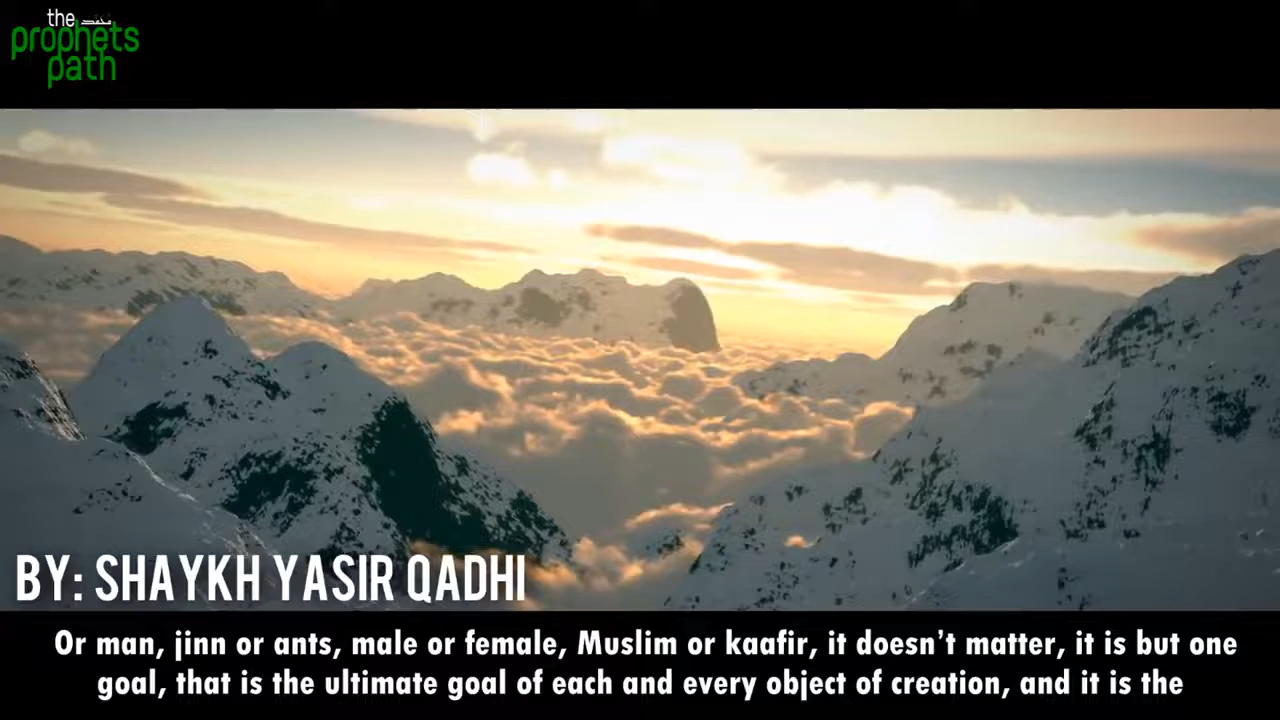 the محمد
prophets
path
BY: SHAYKH YASIR QADHI
Or man, jinn or ants, male or female, Muslim or kaafir, it doesn't matter, it is but one
goal, that is the ultimate goal of each and every object of creation, and it is the